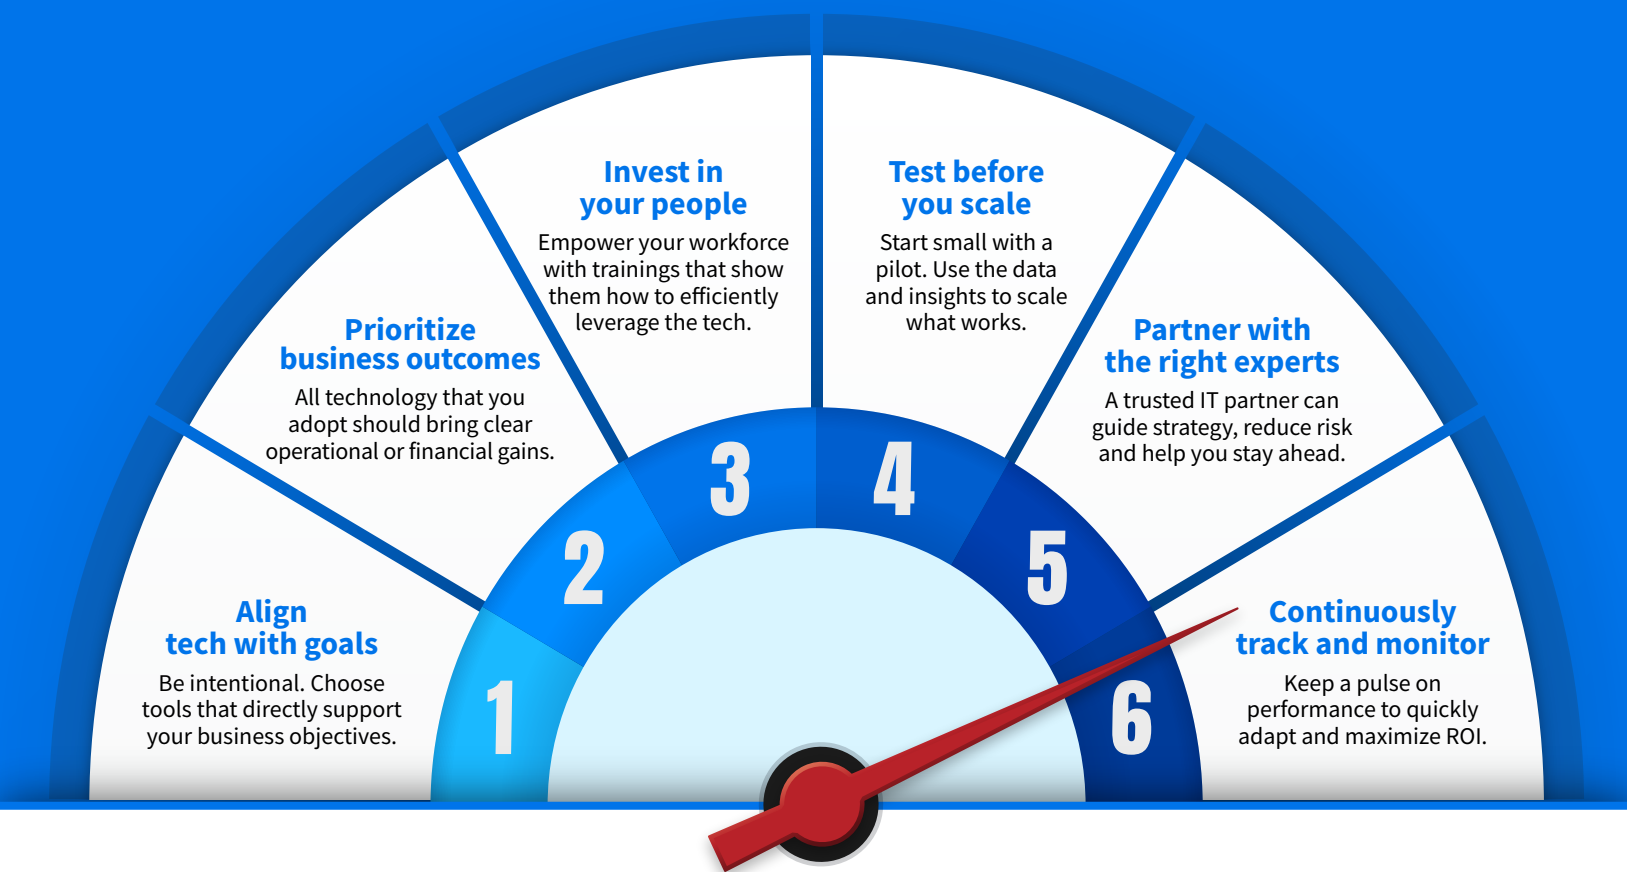 1
Align
tech with goals
Be intentional. Choose
tools that directly support
your business objectives.
2
Prioritize
business outcomes
All technology that you
adopt should bring clear
operational or financial gains.
3
Invest in
your people
Empower your workforce
with trainings that show
them how to efficiently
leverage the tech.
4
Test before
you scale
Start small with a
pilot. Use the data
and insights to scale
what works.
5
Partner with
the right experts
A trusted IT partner can
guide strategy, reduce risk
and help you stay ahead.
6
Continuously
track and monitor
Keep a pulse on
performance to quickly
adapt and maximize ROI.